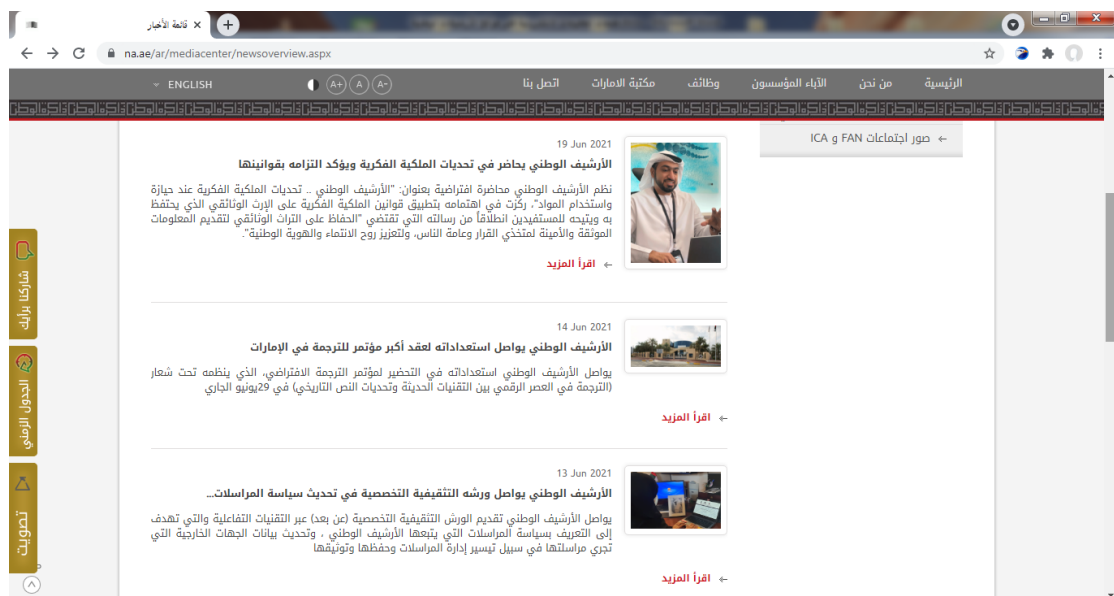 قائمة الأخبار
na.ae/ar/mediacenter/newsoverview.aspx
الرئيسية
من نحن
الآباء المؤسسون
وظائف
مكتبة الامارات
اتصل بنا
A+ A A-
ENGLISH
صور اجتماعات FAN و ICA
19 Jun 2021
الأرشيف الوطني يحاضر في تحديات الملكية الفكرية ويؤكد التزامه بقوانينها
نظم الأرشيف الوطني محاضرة افتراضية بعنوان: "الأرشيف الوطني .. تحديات الملكية الفكرية عند حيازة
واستخدام المواد"، ركزت في اهتمامه بتطبيق قوانين الملكية الفكرية على الإرث الوثائقي الذي يحتفظ
به ويتيحه للمستفيدين انطلاقاً من رسالته التي تقتضي "الحفاظ على التراث الوثائقي لتقديم المعلومات
الموثقة والأمينة لمتخذي القرار وعامة الناس، ولتعزيز روح الانتماء والهوية الوطنية".
اقرأ المزيد
14 Jun 2021
الأرشيف الوطني يواصل استعداداته لعقد أكبر مؤتمر للترجمة في الإمارات
يواصل الأرشيف الوطني استعداداته في التحضير لمؤتمر الترجمة الافتراضي، الذي ينظمه تحت شعار
(الترجمة في العصر الرقمي بين التقنيات الحديثة وتحديات النص التاريخي) في 29يونيو الجاري
اقرأ المزيد
13 Jun 2021
الأرشيف الوطني يواصل ورشه التثقيفية التخصصية في تحديث سياسة المراسلات...
يواصل الأرشيف الوطني تقديم الورش التثقيفية التخصصية (عن بعد) عبر التقنيات التفاعلية والتي تهدف
إلى التعريف بسياسة المراسلات التي يتبعها الأرشيف الوطني ، وتحديث بيانات الجهات الخارجية التي
تجري مراسلتها في سبيل تيسير إدارة المراسلات وحفظها وتوثيقها
اقرأ المزيد
شاركنا برأيك
الجدول الزمني
تصويت